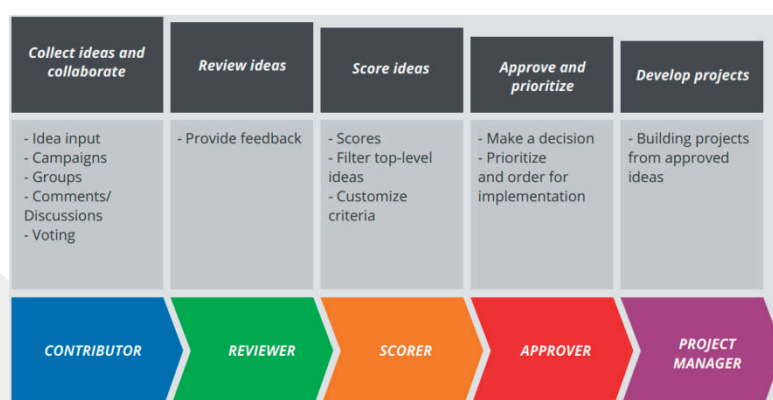 Collect ideas and
collaborate
Review ideas
Score ideas
Approve and
prioritize
Develop projects
- Idea input
- Campaigns
- Groups
- Comments/
Discussions
- Voting
- Provide feedback
- Scores
- Filter top-level
ideas
- Customize
criteria
- Make a decision
- Prioritize
and order for
implementation
- Building projects
from approved
ideas
CONTRIBUTOR
REVIEWER
SCORER
APPROVER
PROJECT
MANAGER